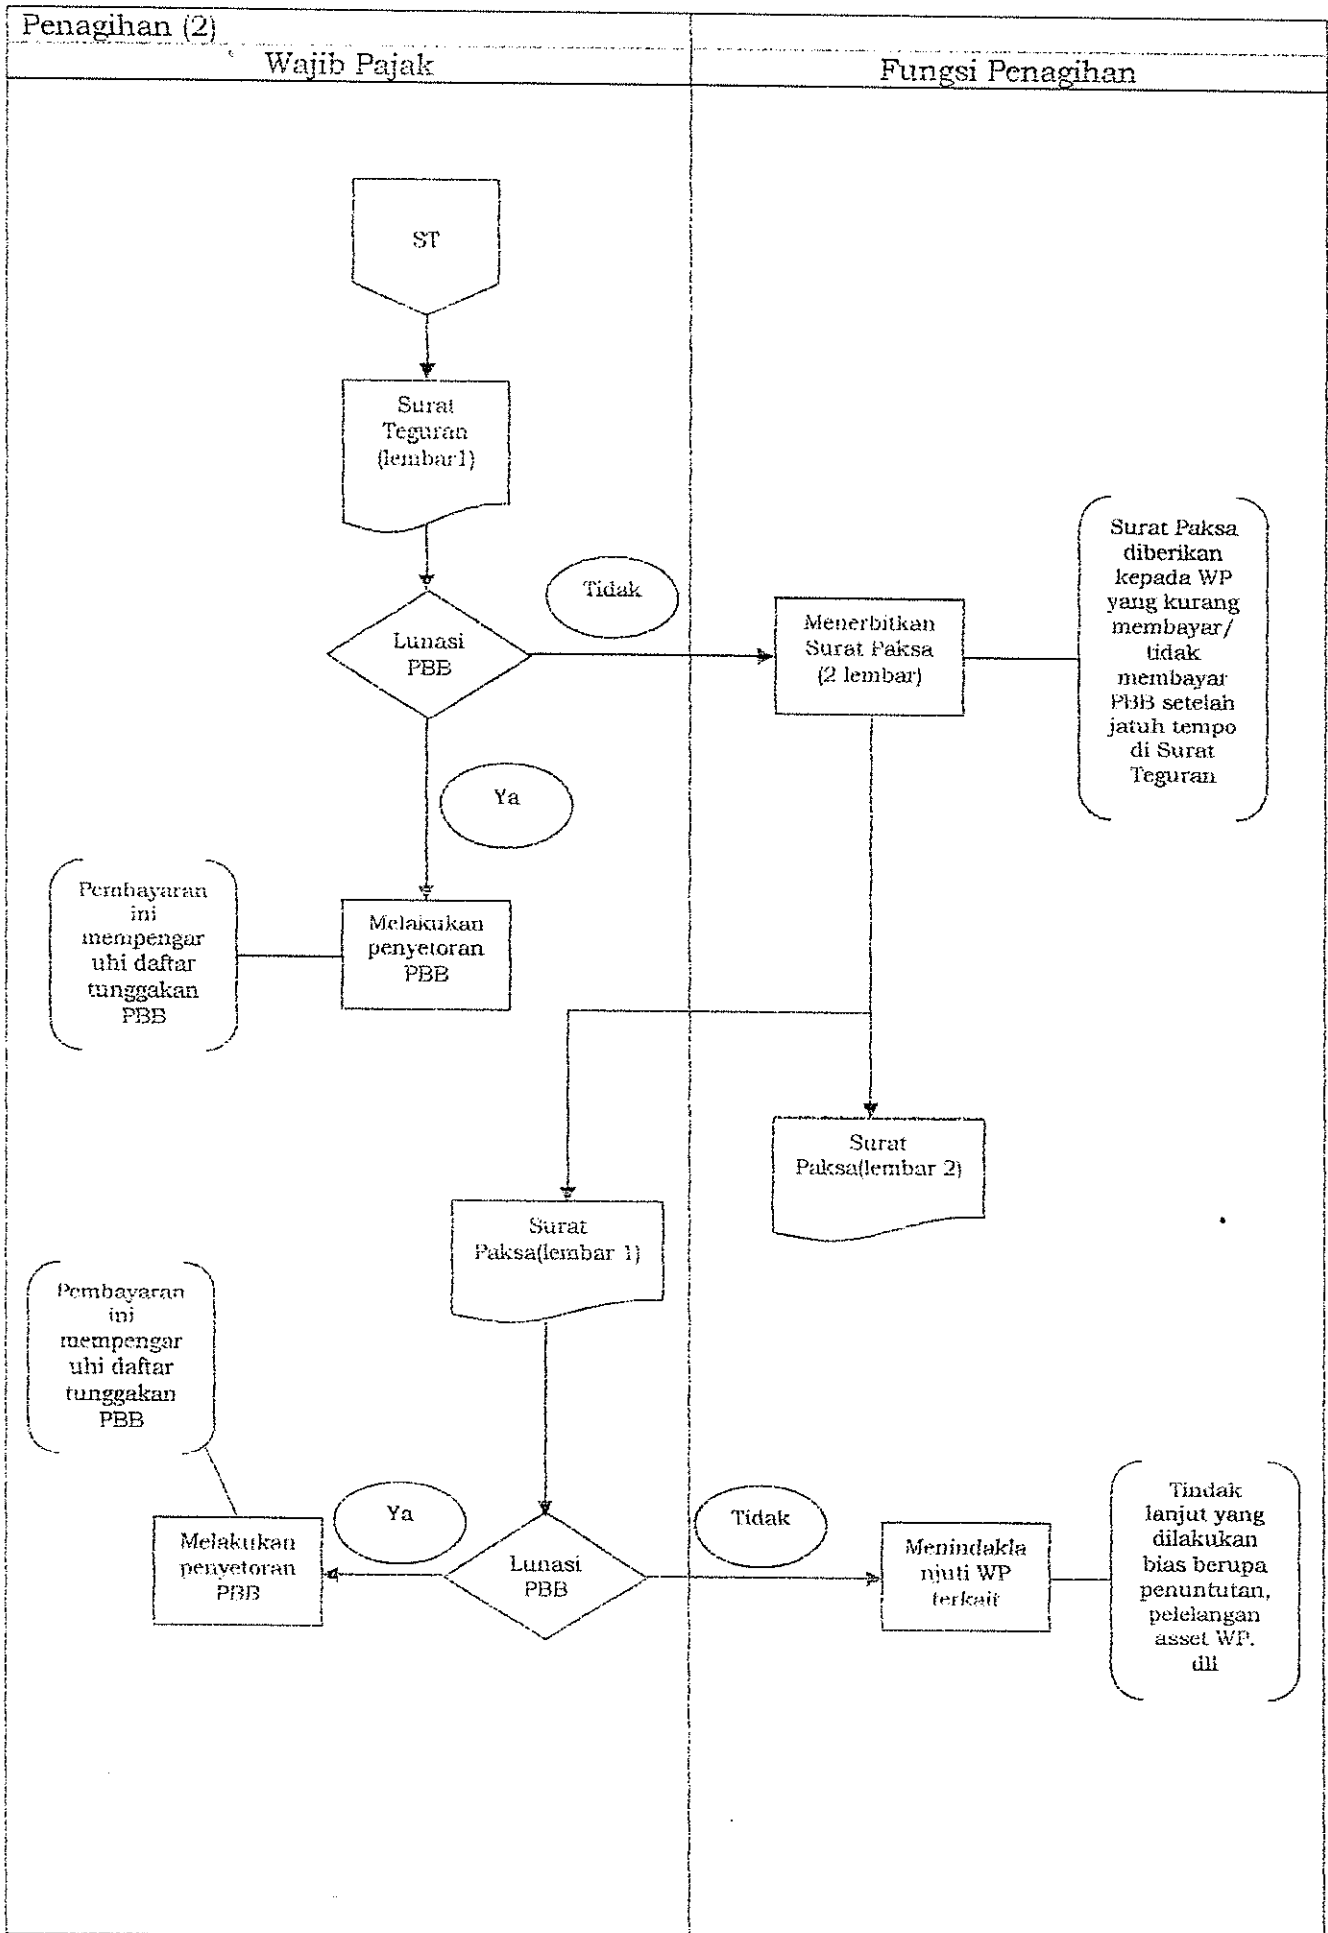 Penagihan (2)
Wajib Pajak
Fungsi Penagihan
ST
Surat
Teguran
(lembar1)
Lunasi
PBB
Tidak
Menerbitkan
Surat Paksa
(2 lembar)
Surat Paksa
diberikan
kepada WP
yang kurang
membayar/
tidak
membayar
PBB setelah
jatuh tempo
di Surat
Teguran
Ya
Pembayaran
ini
mempengar
uhi daftar
tunggakan
PBB
Melakukan
penyetoran
PBB
Surat
Paksa(lembar 2)
Surat
Paksa(lembar 1)
Pembayaran
ini
mempengar
uhi daftar
tunggakan
PBB
Ya
Melakukan
penyetoran
PBB
Lunasi
PBB
Tidak
Menindakla
njuti WP
terkait
Tindak
lanjut yang
dilakukan
bias berupa
penuntutan,
pelelangan
asset WP.
dll